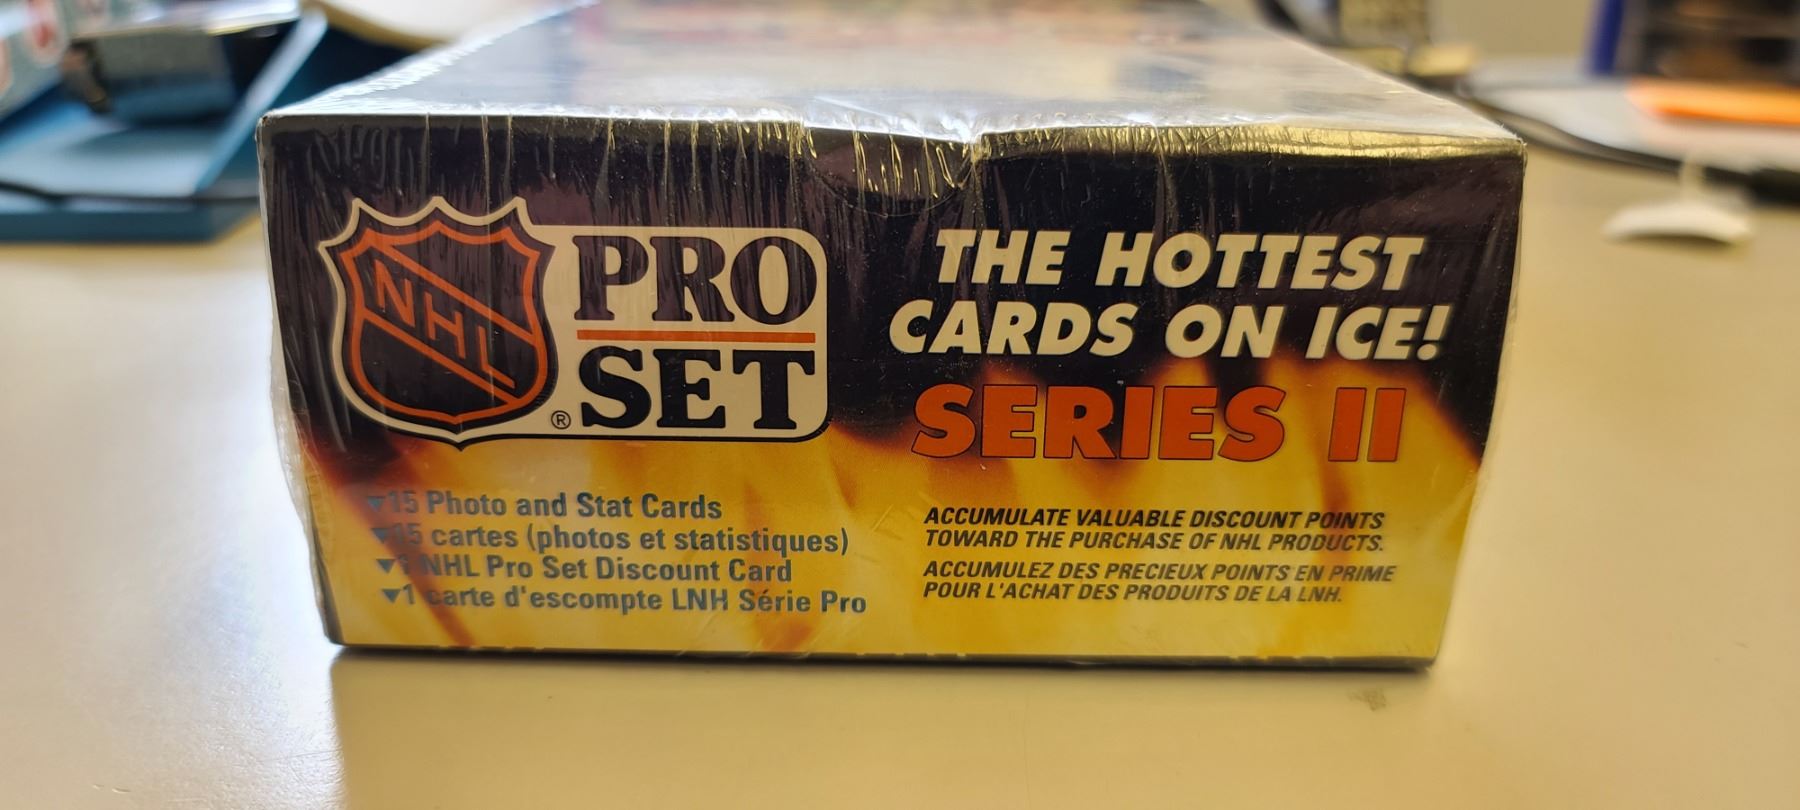 NHL
PRO
SET
®
THE HOTTEST
CARDS ON ICE!
SERIES II
▼15 Photo and Stat Cards
▼15 cartes (photos et statistiques)
▼1 NHL Pro Set Discount Card
▼1 carte d'escompte LNH Série Pro
ACCUMULATE VALUABLE DISCOUNT POINTS
TOWARD THE PURCHASE OF NHL PRODUCTS.
ACCUMULEZ DES PRECIEUX POINTS EN PRIME
POUR L'ACHAT DES PRODUITS DE LA LNH.